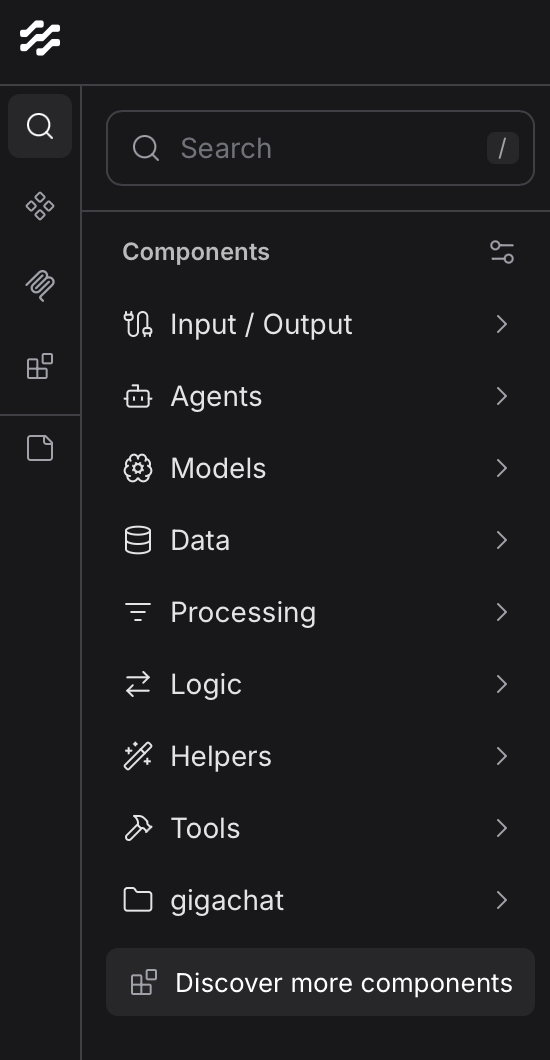 Search
/
Components
Input / Output
Agents
Models
Data
Processing
Logic
Helpers
Tools
gigachat
Discover more components